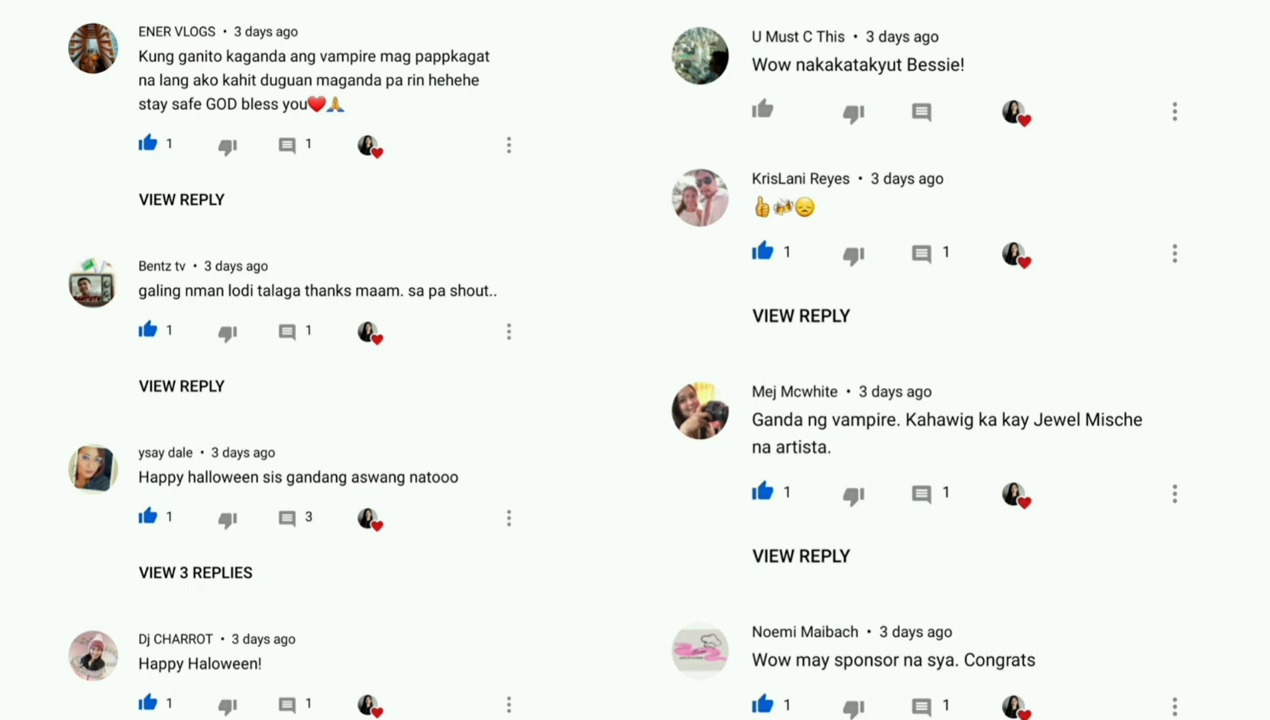 ENER VLOGS • 3 days ago
Kung ganito kaganda ang vampire mag pappkagat
na lang ako kahit duguan maganda pa rin hehehe
stay safe GOD bless you❤️🙏
1 1
VIEW REPLY
Bentz tv • 3 days ago
galing nman lodi talaga thanks maam. sa pa shout..
1 1
VIEW REPLY
ysay dale • 3 days ago
Happy halloween sis gandang aswang natooo
1 3
VIEW 3 REPLIES
Dj CHARROT • 3 days ago
Happy Haloween!
1 1
U Must C This • 3 days ago
Wow nakakatakyut Bessie!
KrisLani Reyes • 3 days ago
👍🍻😞
1 1
VIEW REPLY
Mej Mcwhite • 3 days ago
Ganda ng vampire. Kahawig ka kay Jewel Mische
na artista.
1 1
VIEW REPLY
Noemi Maibach • 3 days ago
Wow may sponsor na sya. Congrats
1 1